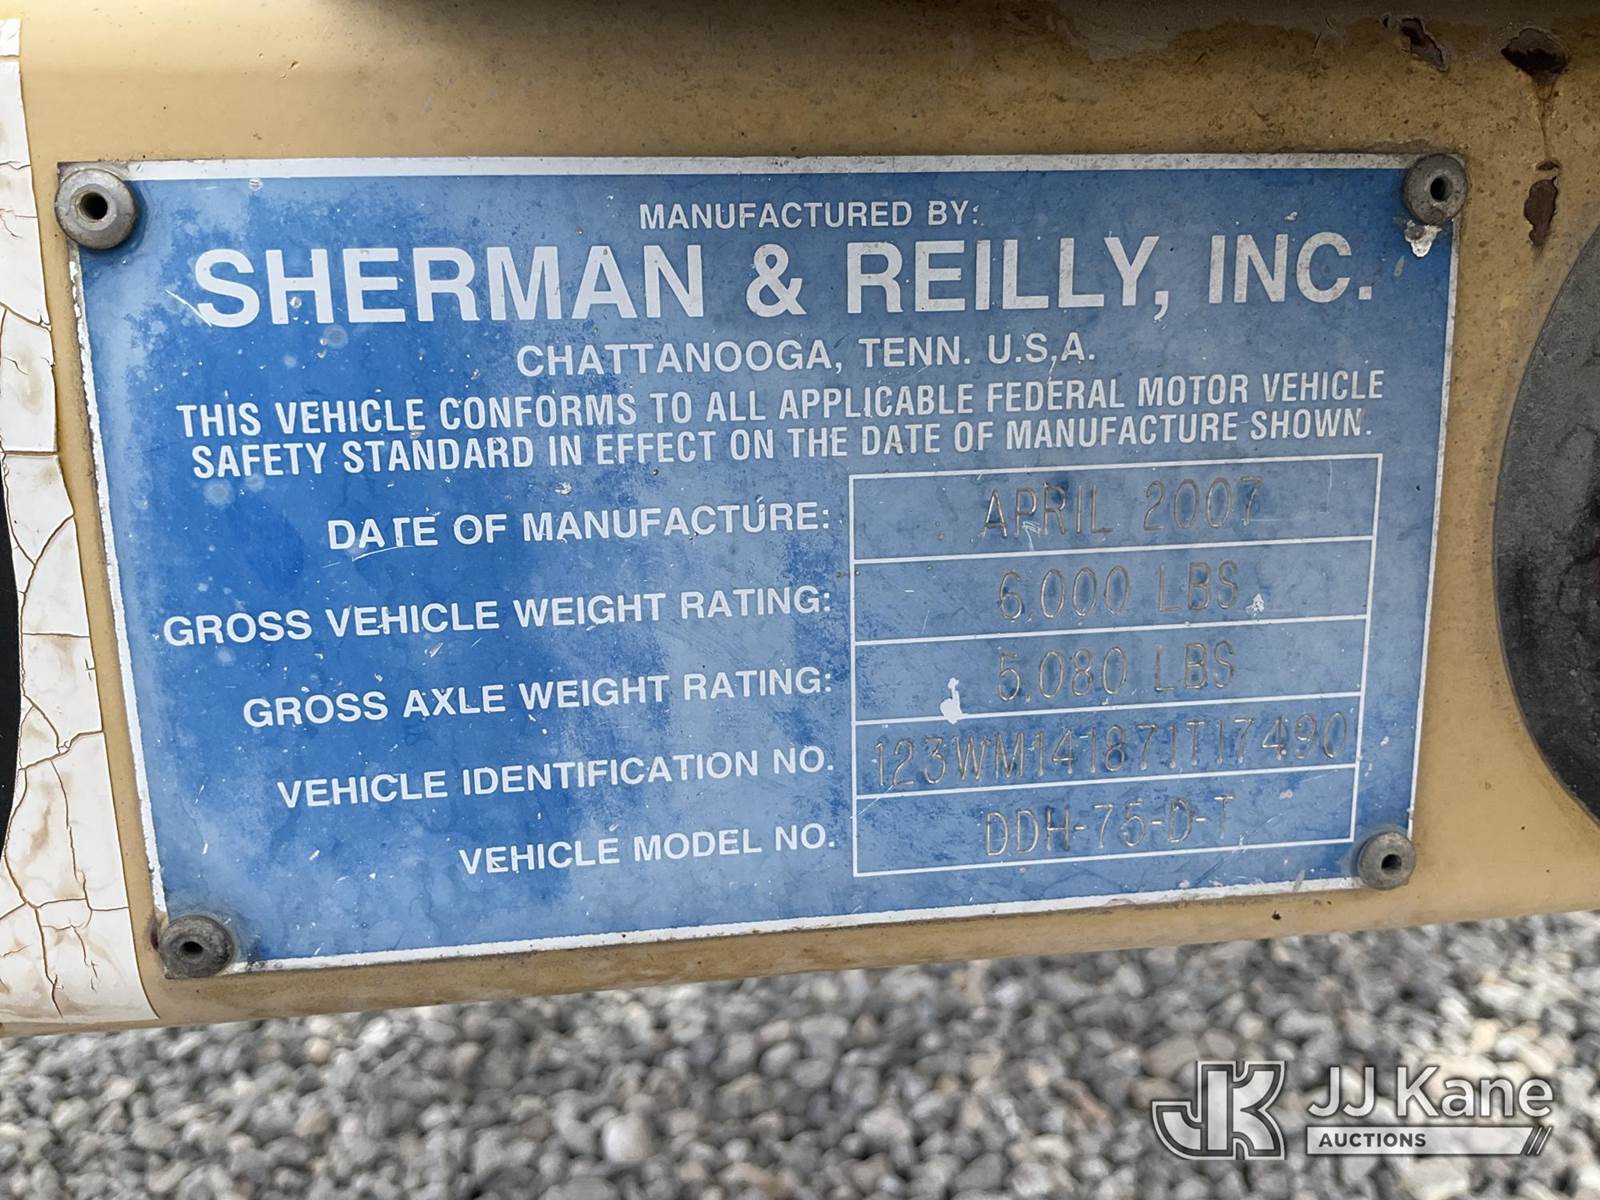 MANUFACTURED BY:
SHERMAN & REILLY, INC.
CHATTANOOGA, TENN. U.S.A.
THIS VEHICLE CONFORMS TO ALL APPLICABLE FEDERAL MOTOR VEHICLE
SAFETY STANDARD IN EFFECT ON THE DATE OF MANUFACTURE SHOWN.
DATE OF MANUFACTURE: APRIL 2007
GROSS VEHICLE WEIGHT RATING: 6,000 LBS
GROSS AXLE WEIGHT RATING: 5,080 LBS
VEHICLE IDENTIFICATION NO. 123WM141871T17490
VEHICLE MODEL NO. DDH-75-D-T
JK JJ Kane
AUCTIONS